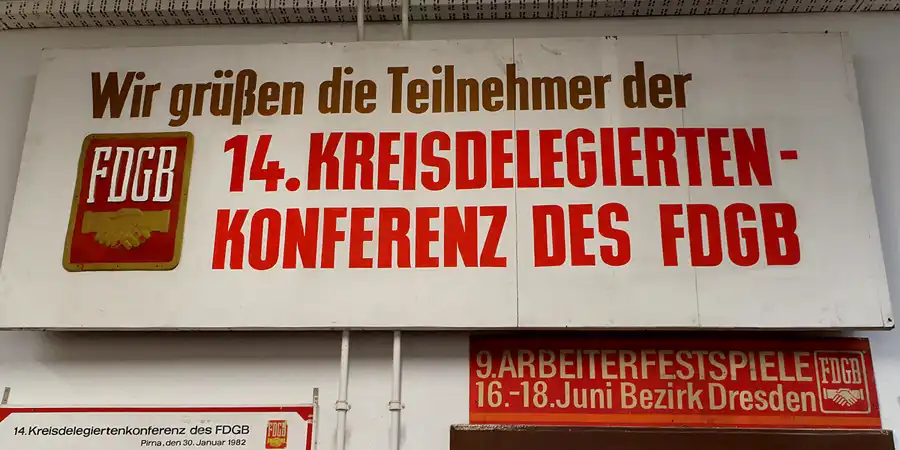 Wir grüßen die Teilnehmer der
FDGB
14. KREISDELEGIERTEN-
KONFERENZ DES FDGB
9. ARBEITERFESTSPIELE
16.-18. Juni Bezirk Dresden
FDGB
14. Kreisdelegiertenkonferenz des FDGB
Pirna, den 30. Januar 1982
FDGB